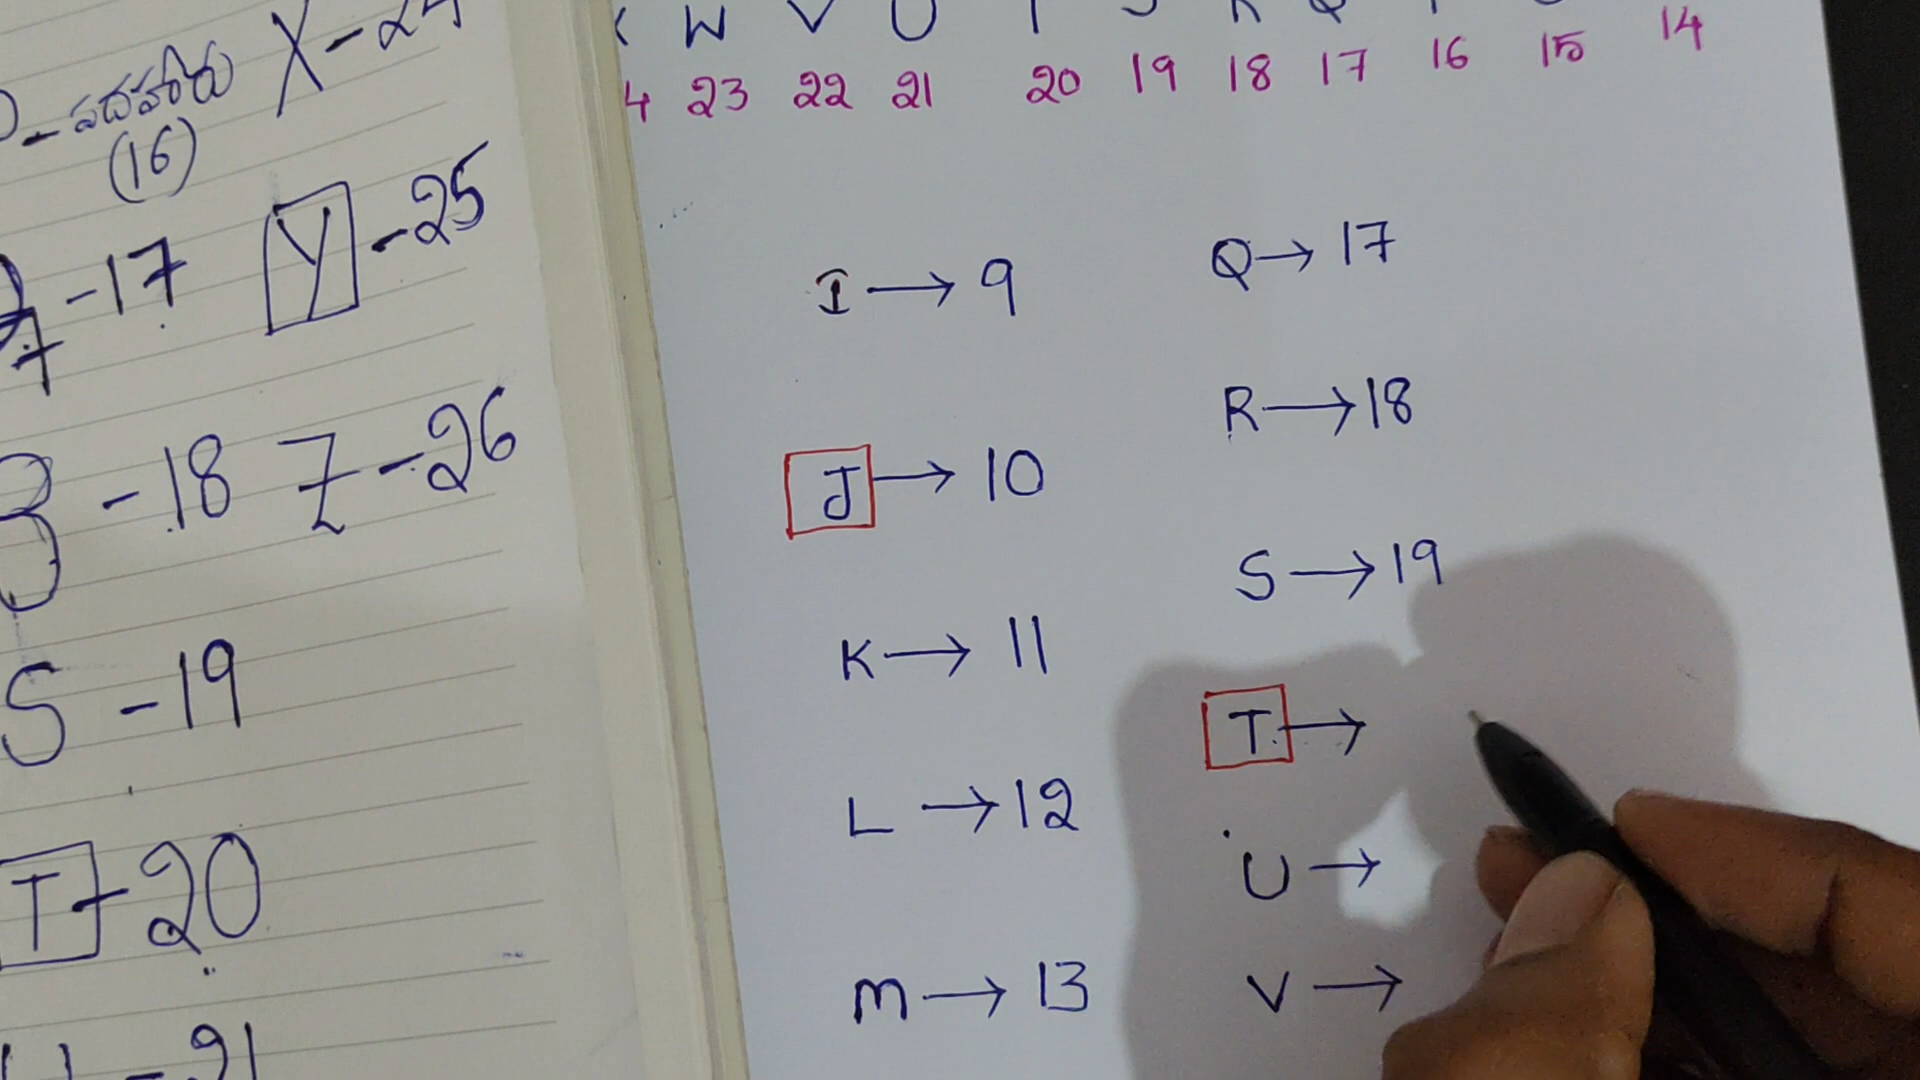 పదహారు X-24
(16)
-17 Y-25
-18 Z-26
S-19
T-20
-21
W V U
4 23 22 21 20 19 18 17 16 15 14
I → 9
J → 10
K → 11
L → 12
M → 13
Q → 17
R → 18
S → 19
T →
U →
V →